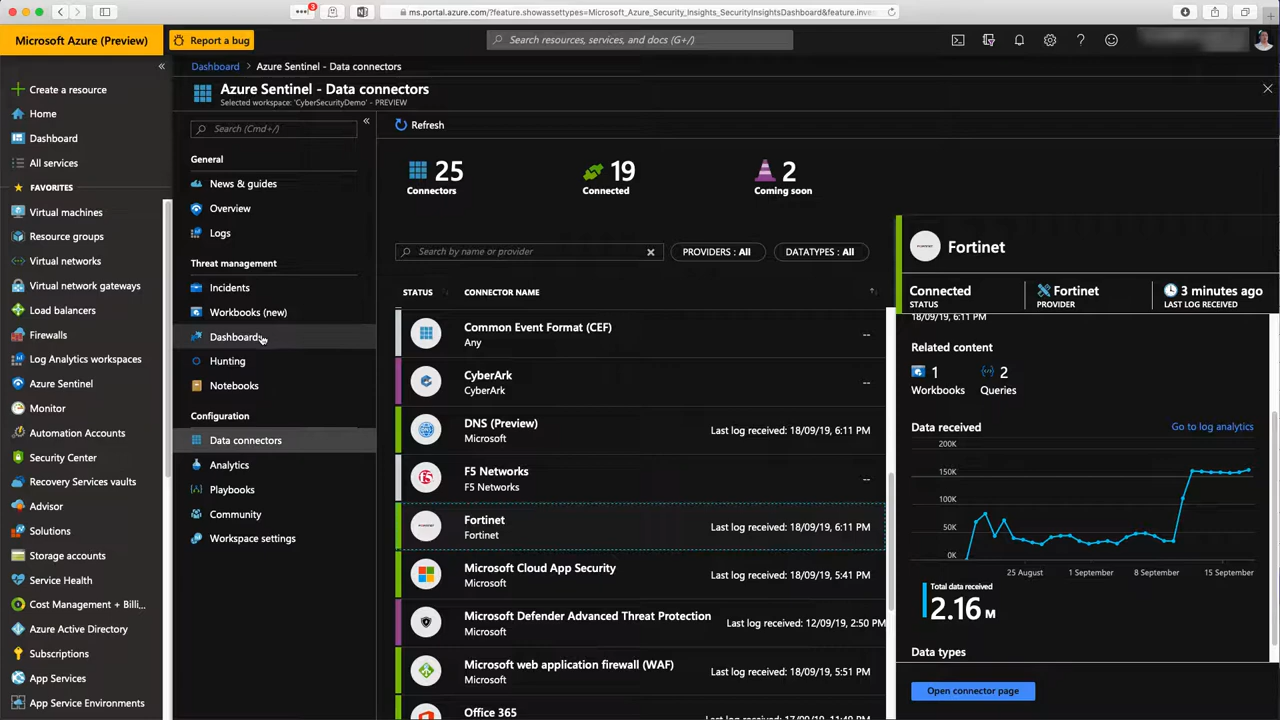 3
ms.portal.azure.com/?feature.showassettypes=Microsoft_Azure_Security_Insights_SecurityInsightsDashboard&feature.inves
Microsoft Azure (Preview)
Report a bug
Search resources, services, and docs (G+/)
Create a resource
Home
Dashboard
All services
FAVORITES
Virtual machines
Resource groups
Virtual networks
Virtual network gateways
Load balancers
Firewalls
Log Analytics workspaces
Azure Sentinel
Monitor
Automation Accounts
Security Center
Recovery Services vaults
Advisor
Solutions
Storage accounts
Service Health
Cost Management + Billi...
Azure Active Directory
Subscriptions
App Services
App Service Environments
Dashboard > Azure Sentinel - Data connectors
Azure Sentinel - Data connectors
Selected workspace: 'CyberSecurityDemo' - PREVIEW
Search (Cmd+/)
General
News & guides
Overview
Logs
Threat management
Incidents
Workbooks (new)
Dashboards
Hunting
Notebooks
Configuration
Data connectors
Analytics
Playbooks
Community
Workspace settings
Refresh
25 Connectors
19 Connected
2 Coming soon
Search by name or provider
PROVIDERS : All
DATATYPES : All
STATUS CONNECTOR NAME
Common Event Format (CEF)
Any --
CyberArk
CyberArk --
DNS (Preview)
Microsoft Last log received: 18/09/19, 6:11 PM
F5 Networks
F5 Networks --
Fortinet
Fortinet Last log received: 18/09/19, 6:11 PM
Microsoft Cloud App Security
Microsoft Last log received: 18/09/19, 5:41 PM
Microsoft Defender Advanced Threat Protection
Microsoft Last log received: 12/09/19, 2:50 PM
Microsoft web application firewall (WAF)
Microsoft Last log received: 18/09/19, 5:51 PM
Office 365
Fortinet
Connected STATUS
Fortinet PROVIDER
3 minutes ago LAST LOG RECEIVED
18/09/19, 6:11 PM
Related content
1 Workbooks
2 Queries
Data received Go to log analytics
200K
150K
100K
50K
0K
25 August 1 September 8 September 15 September
Total data received
2.16 M
Data types
Open connector page